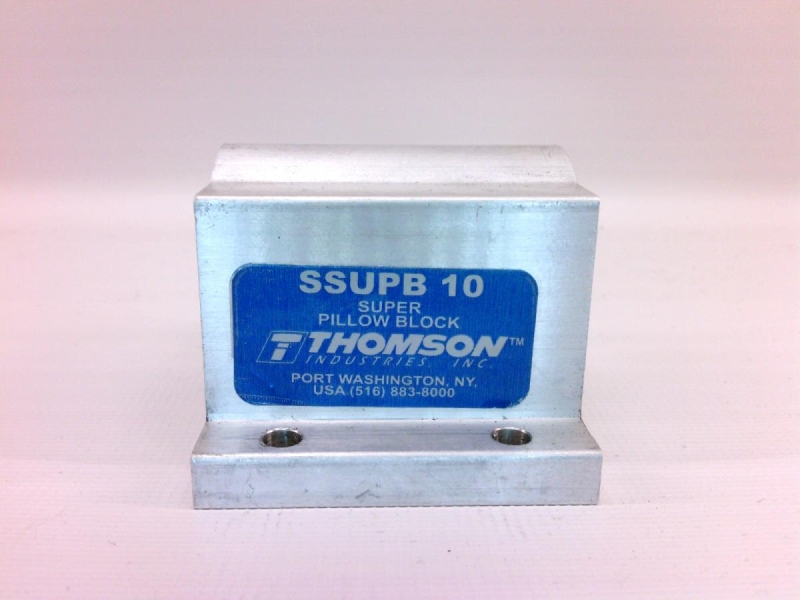 SSUPB 10
SUPER
PILLOW BLOCK
THOMSON™
INDUSTRIES, INC.
PORT WASHINGTON, NY,
USA (516) 883-8000